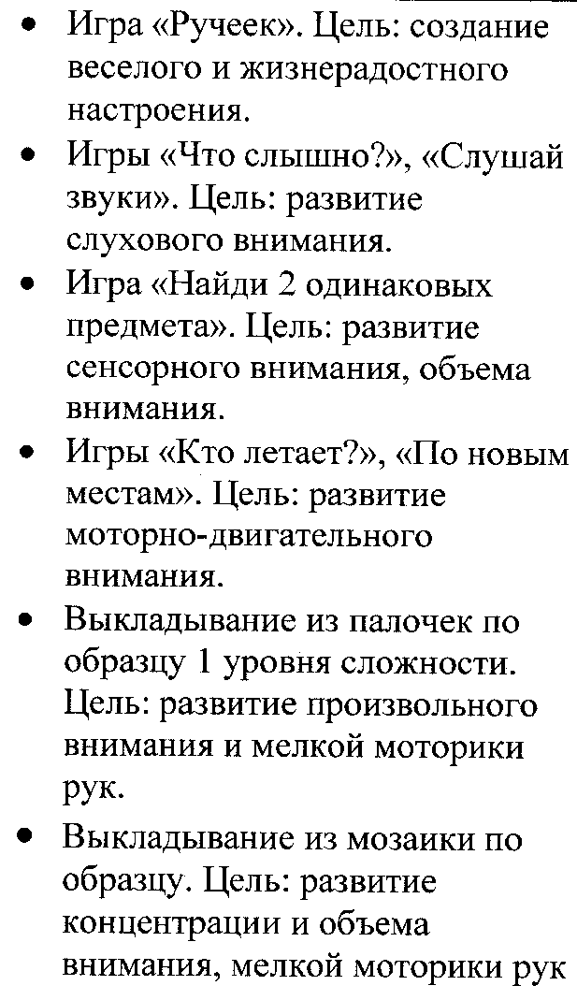 • Игра «Ручеек». Цель: создание
веселого и жизнерадостного
настроения.
• Игры «Что слышно?», «Слушай
звуки». Цель: развитие
слухового внимания.
• Игра «Найди 2 одинаковых
предмета». Цель: развитие
сенсорного внимания, объема
внимания.
• Игры «Кто летает?», «По новым
местам». Цель: развитие
моторно-двигательного
внимания.
• Выкладывание из палочек по
образцу 1 уровня сложности.
Цель: развитие произвольного
внимания и мелкой моторики
рук.
• Выкладывание из мозаики по
образцу. Цель: развитие
концентрации и объема
внимания, мелкой моторики рук